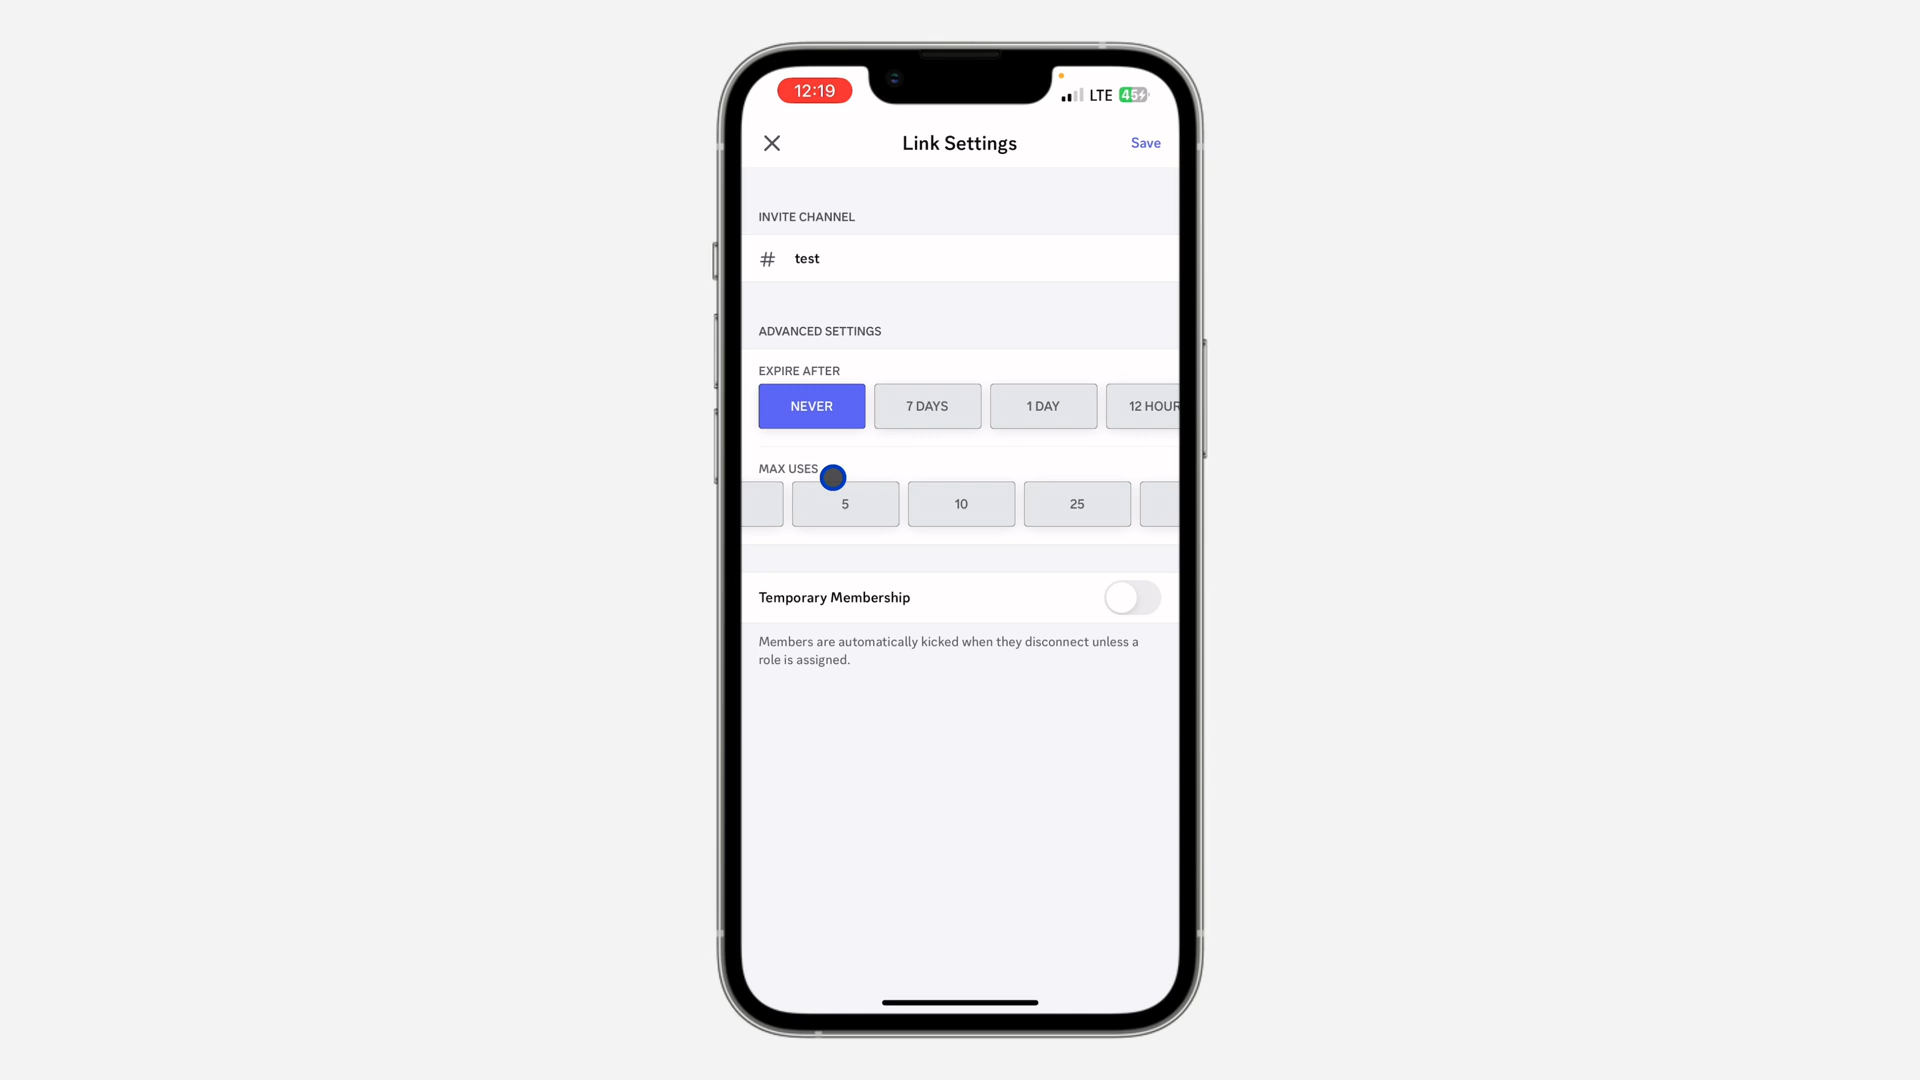 12:19
LTE 45
Link Settings
Save
INVITE CHANNEL
# test
ADVANCED SETTINGS
EXPIRE AFTER
NEVER
7 DAYS
1 DAY
12 HOUR
MAX USES
5
10
25
Temporary Membership
Members are automatically kicked when they disconnect unless a
role is assigned.